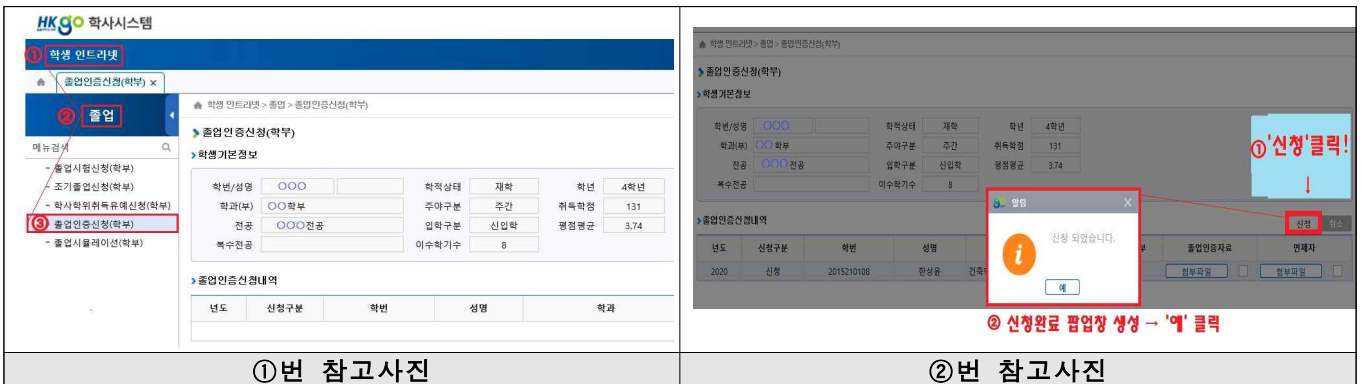 HKgo 학사시스템
① 학생 인트라넷
졸업인증신청(학부) ×
② 졸업
메뉴검색
- 졸업시험신청(학부)
- 조기졸업신청(학부)
- 학사학위취득유예신청(학부)
③ 졸업인증신청(학부)
- 졸업시뮬레이션(학부)
학생 인트라넷 > 졸업 > 졸업인증신청(학부)
졸업인증신청(학부)
학생기본정보
학번/성명 OOO 학적상태 재학 학년 4학년
학과(부) OO학부 주야구분 주간 취득학점 131
전공 OOO전공 입학구분 신입학 평점평균 3.74
복수전공 이수학기수 8
졸업인증신청내역
년도 신청구분 학번 성명 학과
①번 참고사진
학생 인트라넷 > 졸업 > 졸업인증신청(학부)
졸업인증신청(학부)
학생기본정보
학번/성명 OOO 학적상태 재학 학년 4학년
학과(부) OO학부 주야구분 주간 취득학점 131
전공 OOO전공 입학구분 신입학 평점평균 3.74
복수전공 이수학기수 8
①'신청'클릭!
↓
알림 X
신청 되었습니다.
예
졸업인증신청내역
신청 취소
년도 신청구분 학번 성명 졸업인증자료 연제자
2020 신청 2015210108 한상윤 건축 첨부파일 첨부파일
② 신청완료 팝업창 생성 → '예' 클릭
②번 참고사진